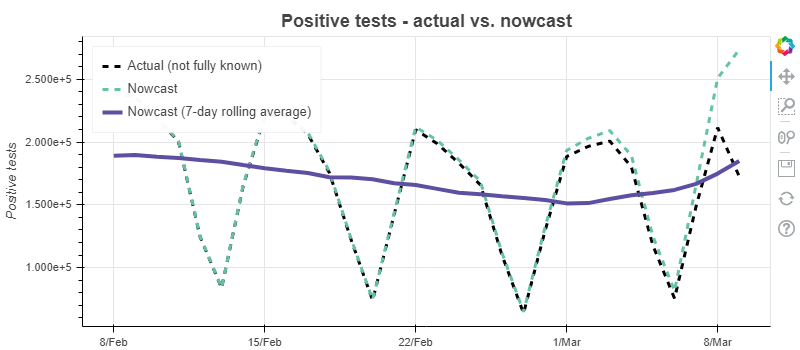 Positive tests - actual vs. nowcast
Actual (not fully known)
Nowcast
Nowcast (7-day rolling average)
Positive tests
2.500e+5
2.000e+5
1.500e+5
1.000e+5
8/Feb
15/Feb
22/Feb
1/Mar
8/Mar